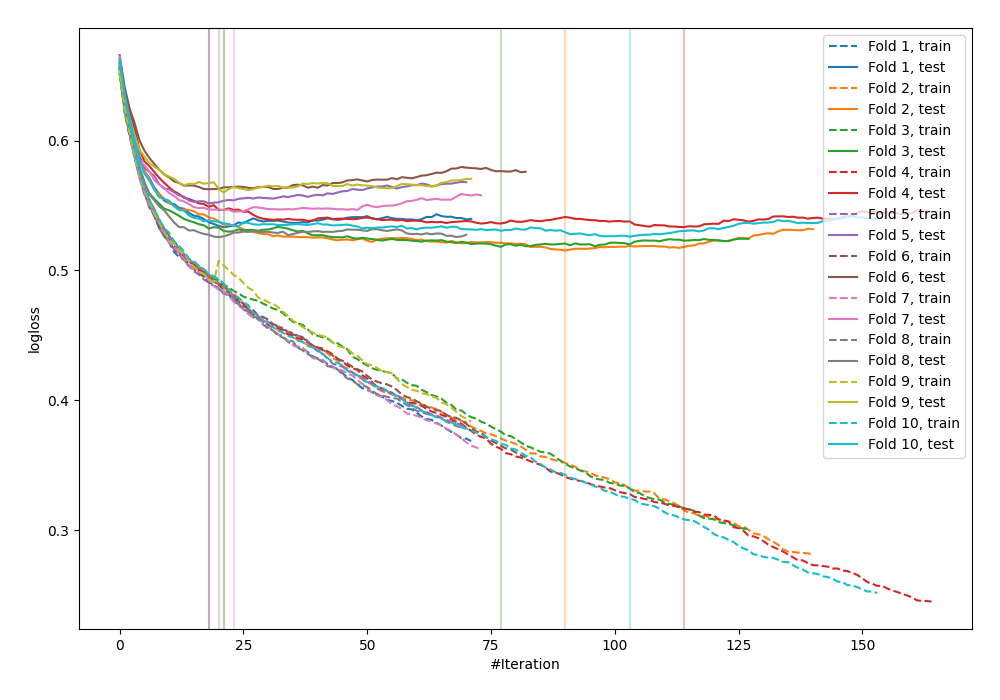 logloss
0.6
0.5
0.4
0.3
0
25
50
75
100
125
150
#Iteration
Fold 1, train
Fold 1, test
Fold 2, train
Fold 2, test
Fold 3, train
Fold 3, test
Fold 4, train
Fold 4, test
Fold 5, train
Fold 5, test
Fold 6, train
Fold 6, test
Fold 7, train
Fold 7, test
Fold 8, train
Fold 8, test
Fold 9, train
Fold 9, test
Fold 10, train
Fold 10, test